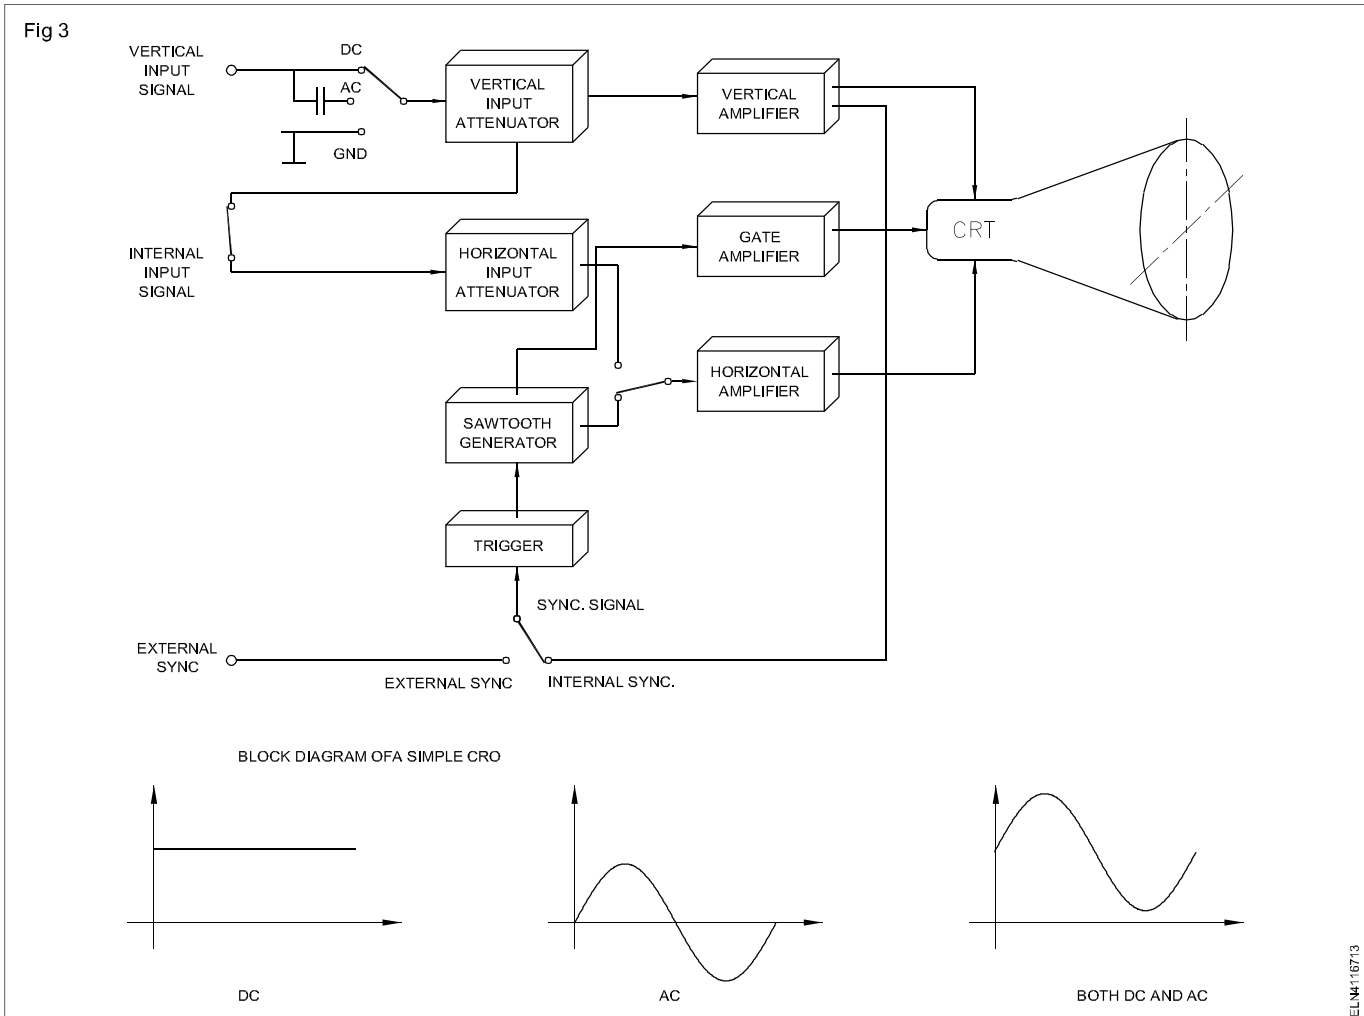 Fig 3
VERTICAL
INPUT
SIGNAL
DC
AC
GND
VERTICAL
INPUT
ATTENUATOR
VERTICAL
AMPLIFIER
INTERNAL
INPUT
SIGNAL
HORIZONTAL
INPUT
ATTENUATOR
GATE
AMPLIFIER
CRT
HORIZONTAL
AMPLIFIER
SAWTOOTH
GENERATOR
TRIGGER
SYNC. SIGNAL
EXTERNAL
SYNC
EXTERNAL SYNC
INTERNAL SYNC.
BLOCK DIAGRAM OFA SIMPLE CRO
DC
AC
BOTH DC AND AC
ELN4116713